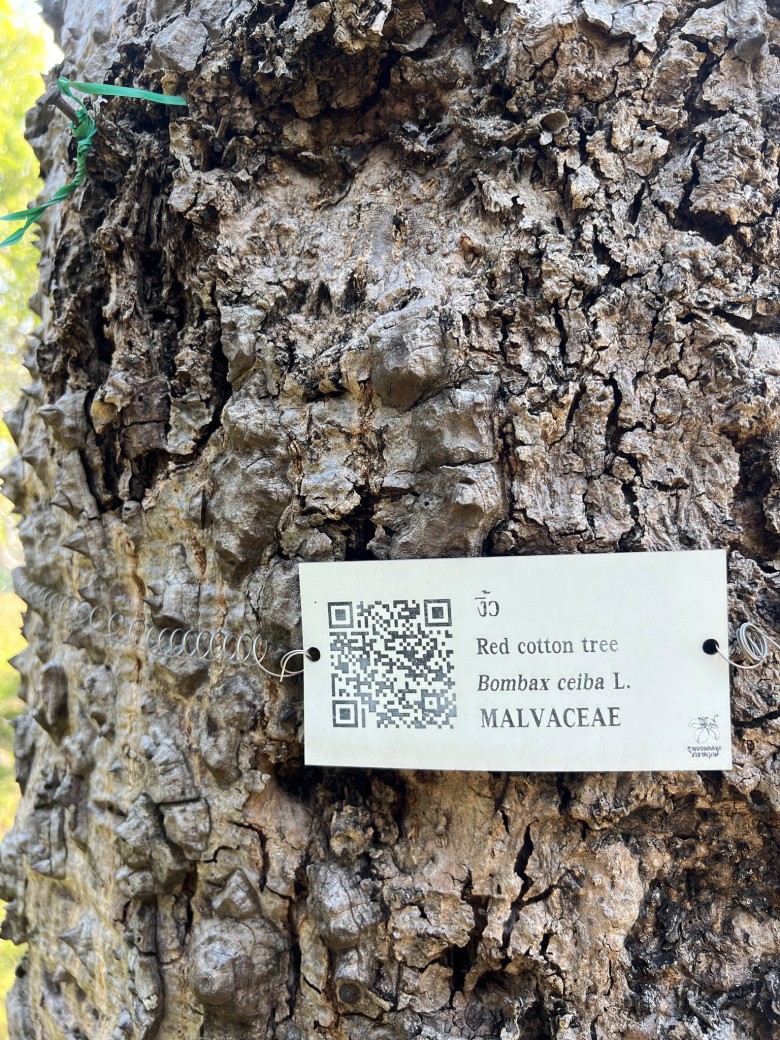 งิ้ว
Red cotton tree
Bombax ceiba L.
MALVACEAE